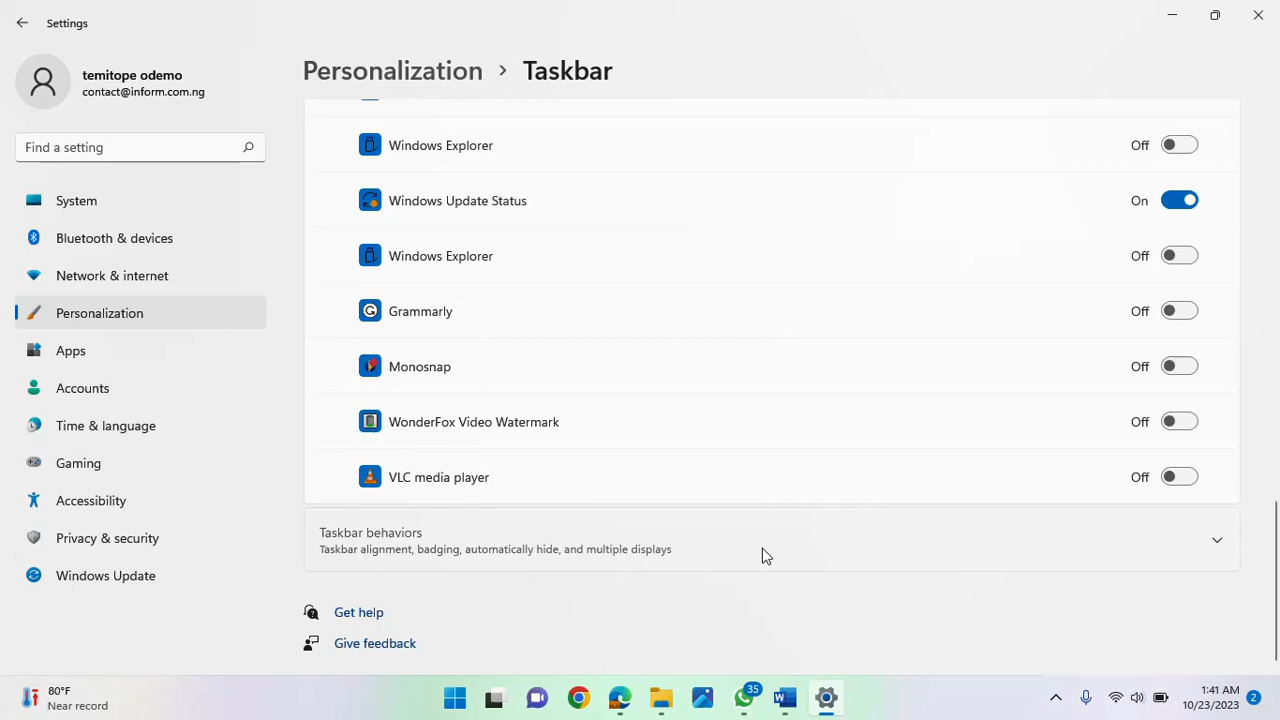 Settings
temitope odemo
contact@inform.com.ng
Find a setting
System
Bluetooth & devices
Network & internet
Personalization
Apps
Accounts
Time & language
Gaming
Accessibility
Privacy & security
Windows Update
Personalization › Taskbar
Windows Explorer Off
Windows Update Status On
Windows Explorer Off
Grammarly Off
Monosnap Off
WonderFox Video Watermark Off
VLC media player Off
Taskbar behaviors
Taskbar alignment, badging, automatically hide, and multiple displays
Get help
Give feedback
80°F
Near record
35
1:41 AM
10/23/2023
2